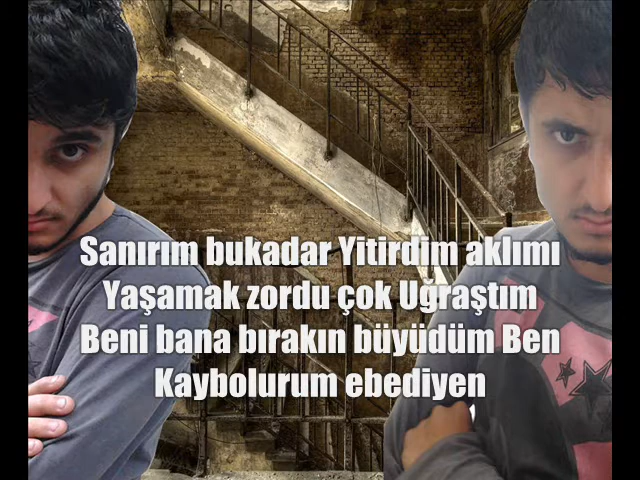 Sanırım bukadar Yitirdim aklımı
Yaşamak zordu çok Uğraştım
Beni bana bırakın büyüdüm Ben
Kaybolurum ebediyen